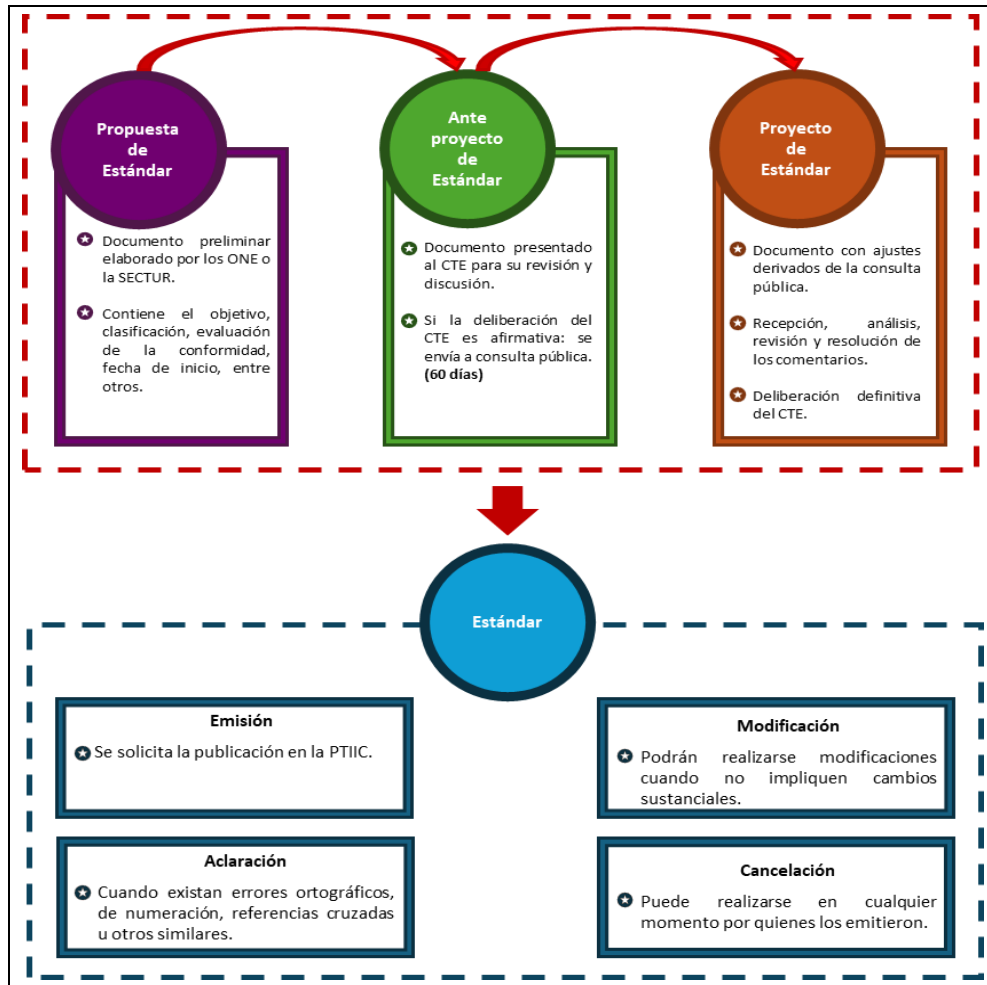 Propuesta
de
Estándar
Documento preliminar
elaborado por los ONE o
la SECTUR.
Contiene el objetivo,
clasificación, evaluación
de la conformidad,
fecha de inicio, entre
otros.
Ante
proyecto
de
Estándar
Documento presentado
al CTE para su revisión y
discusión.
Si la deliberación del
CTE es afirmativa: se
envía a consulta pública.
(60 días)
Proyecto
de
Estándar
Documento con ajustes
derivados de la consulta
pública.
Recepción, análisis,
revisión y resolución de
los comentarios.
Deliberación definitiva
del CTE.
Estándar
Emisión
Se solicita la publicación en la PTIIC.
Modificación
Podrán realizarse modificaciones
cuando no impliquen cambios
sustanciales.
Aclaración
Cuando existan errores ortográficos,
de numeración, referencias cruzadas
u otros similares.
Cancelación
Puede realizarse en cualquier
momento por quienes los emitieron.